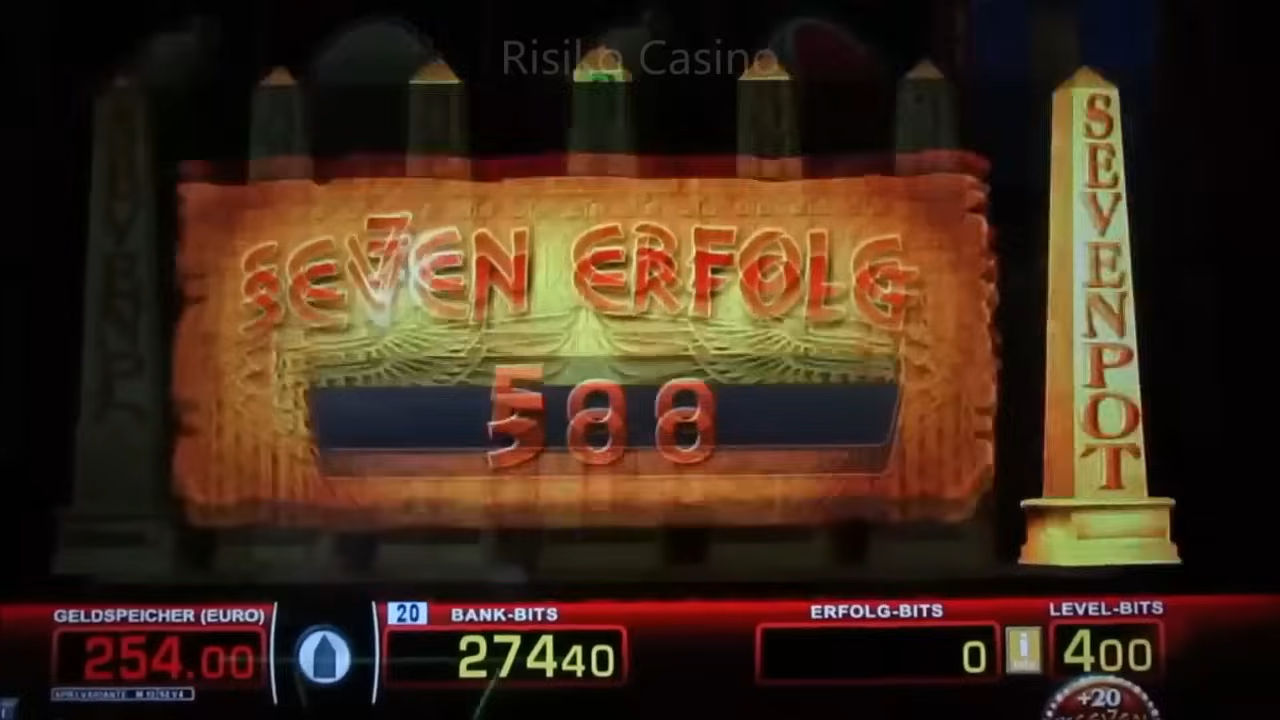 Risiko Casino
SEVEN ERFOLG
500
SEVENPOT
GELDSPEICHER (EURO)
20 BANK-BITS
ERFOLG-BITS
LEVEL-BITS
254.00
27440
0
i
400
+20